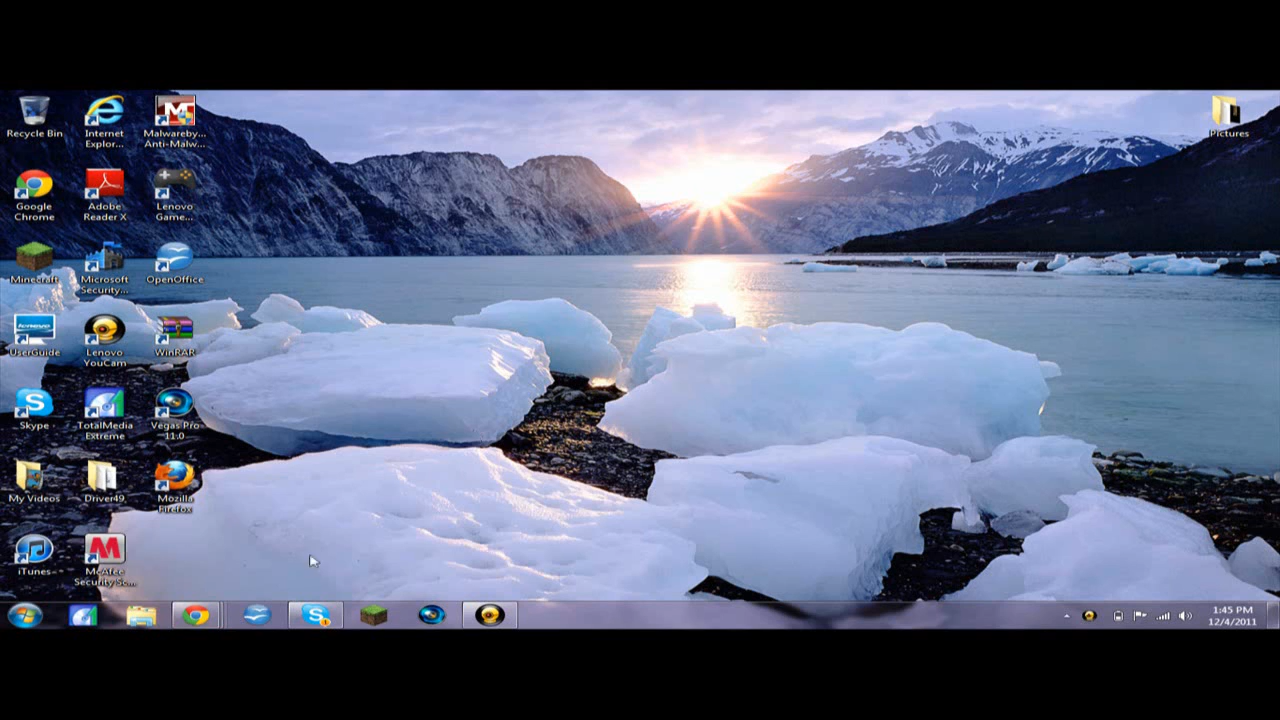 Recycle Bin
Internet
Explor...
Malwareby...
Anti-Malw...
Pictures
Google
Chrome
Adobe
Reader X
Lenovo
Game...
Minecraft
Microsoft
Security...
OpenOffice
lenovo
UserGuide
Lenovo
YouCam
WinRAR
Skype
TotalMedia
Extreme
Vegas Pro
11.0
My Videos
Driver49
Mozilla
Firefox
iTunes
McAfee
Security Sc...
1:45 PM
12/4/2011